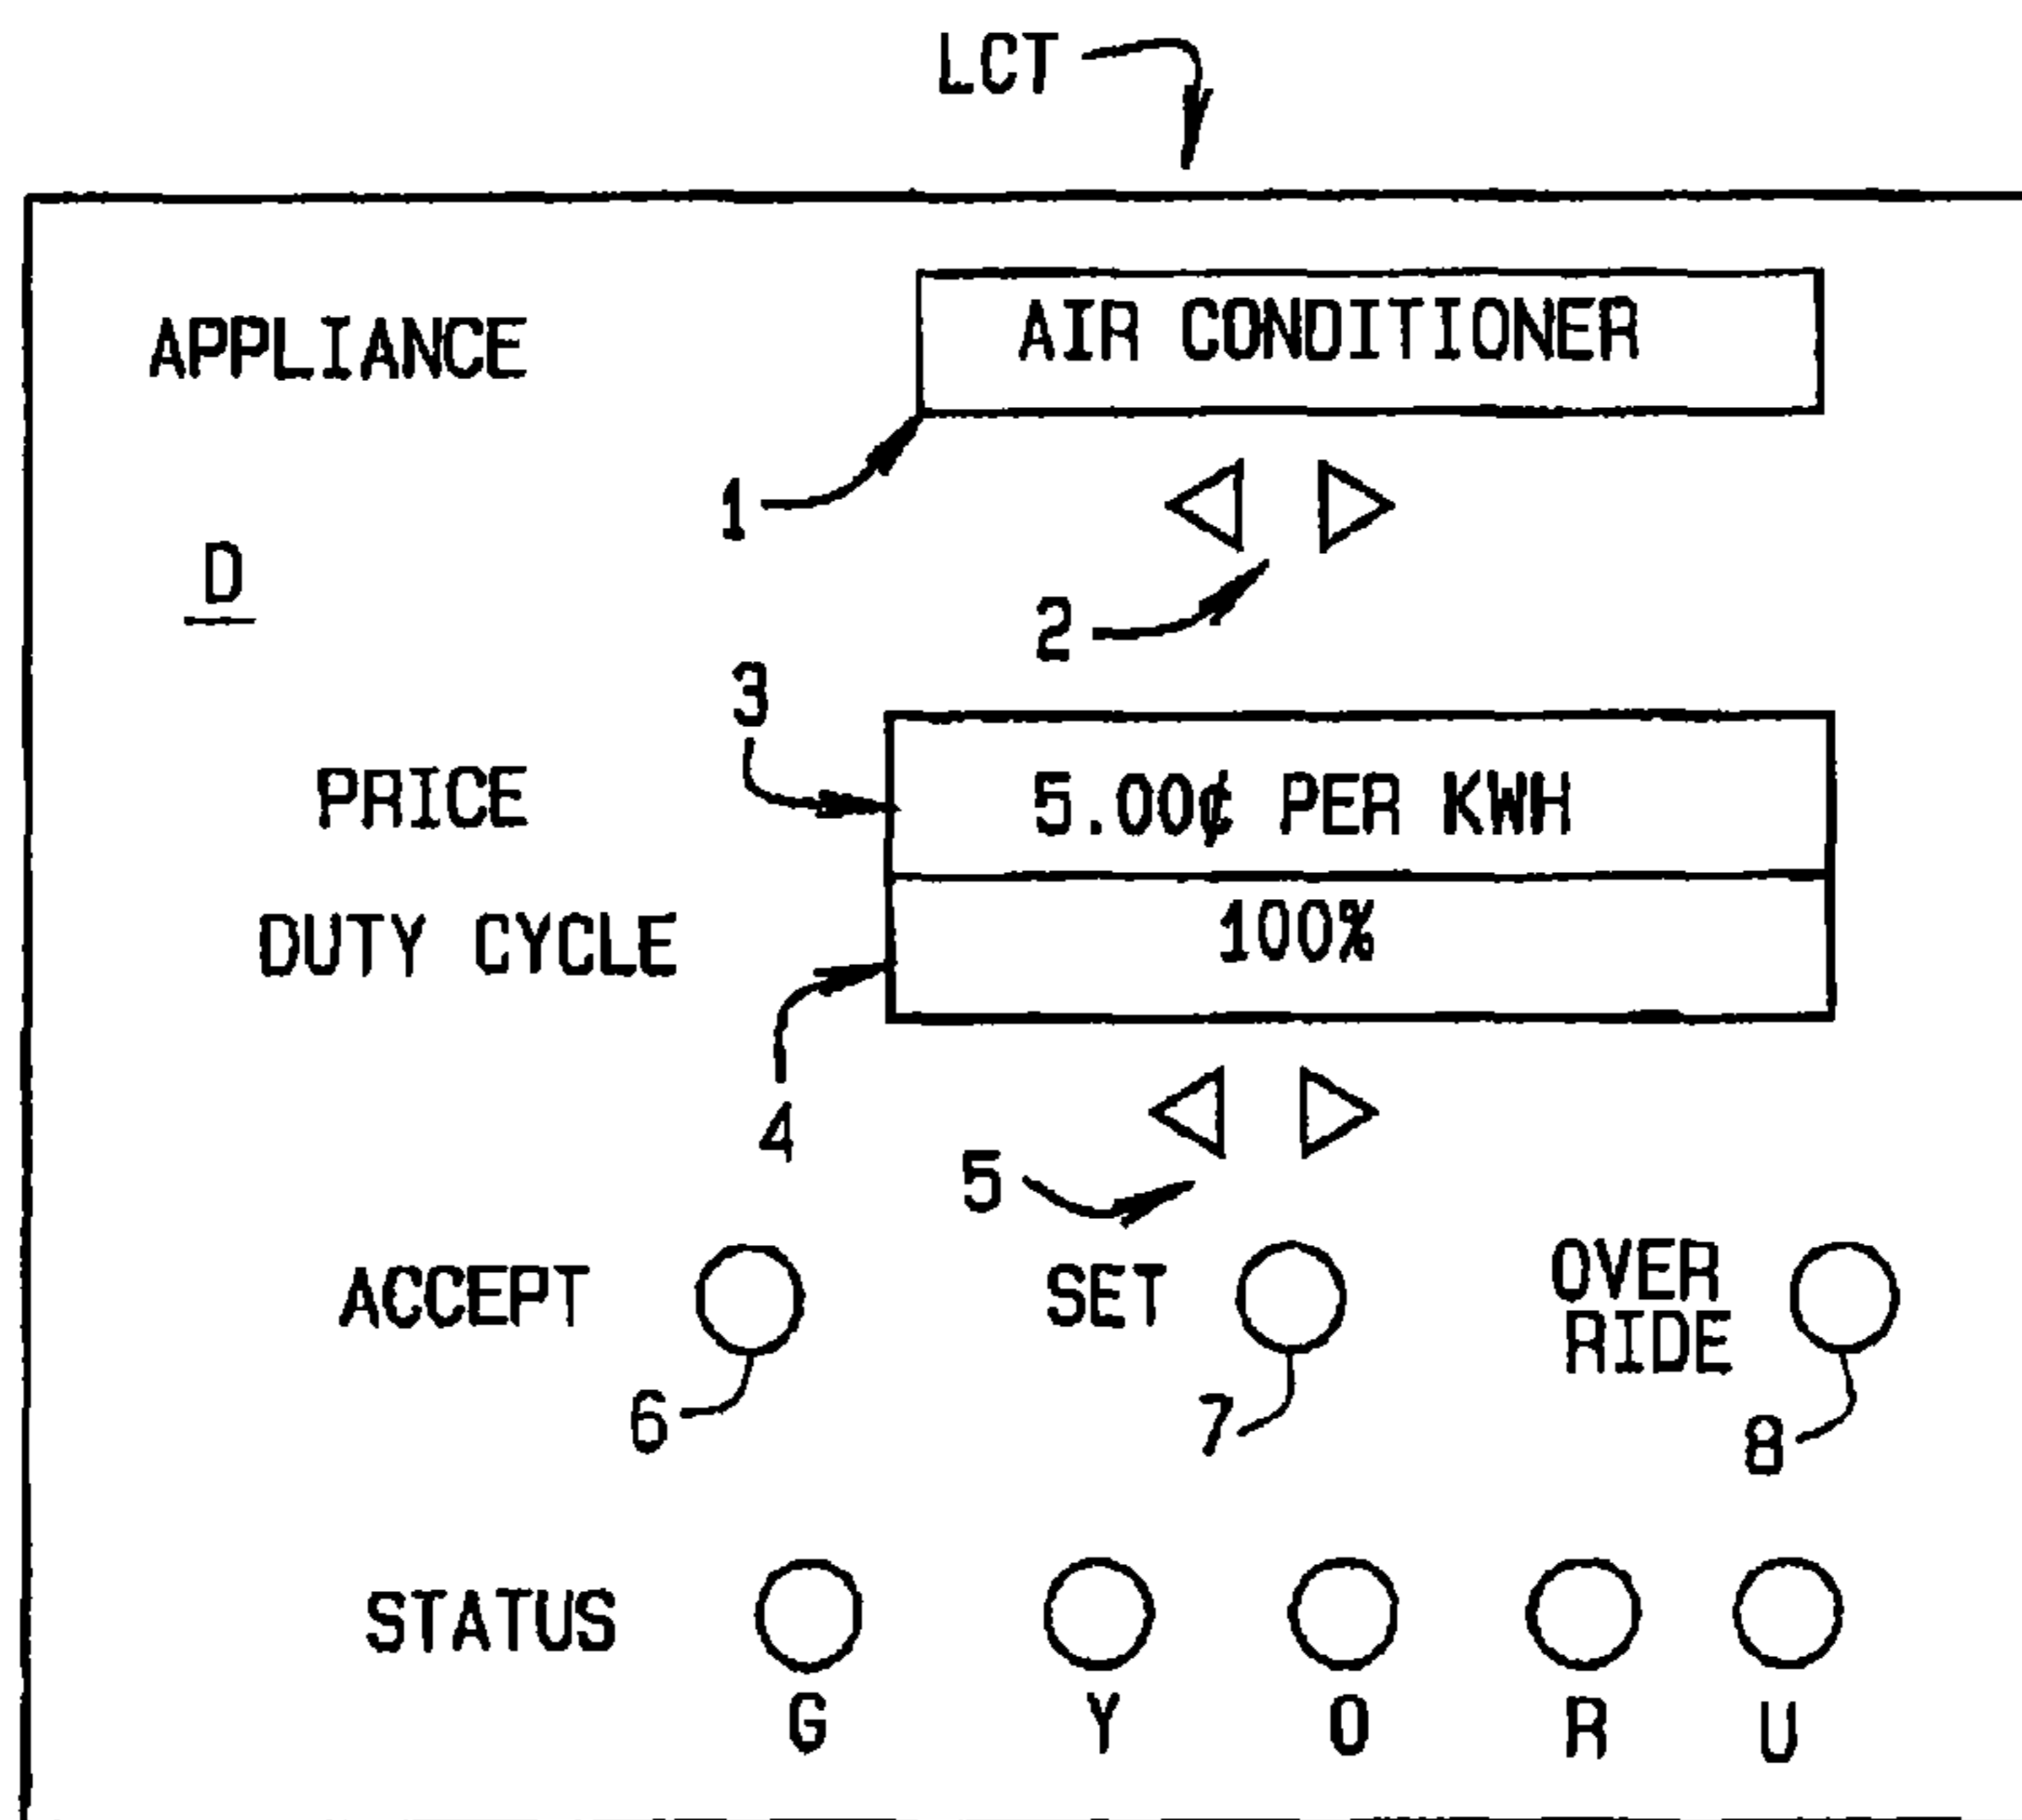 LCT
APPLIANCE AIR CONDITIONER
1
D
2
3
PRICE 5.00¢ PER KWH
DUTY CYCLE 100%
4
5
ACCEPT SET OVER
RIDE
6 7 8
STATUS
G Y O R U